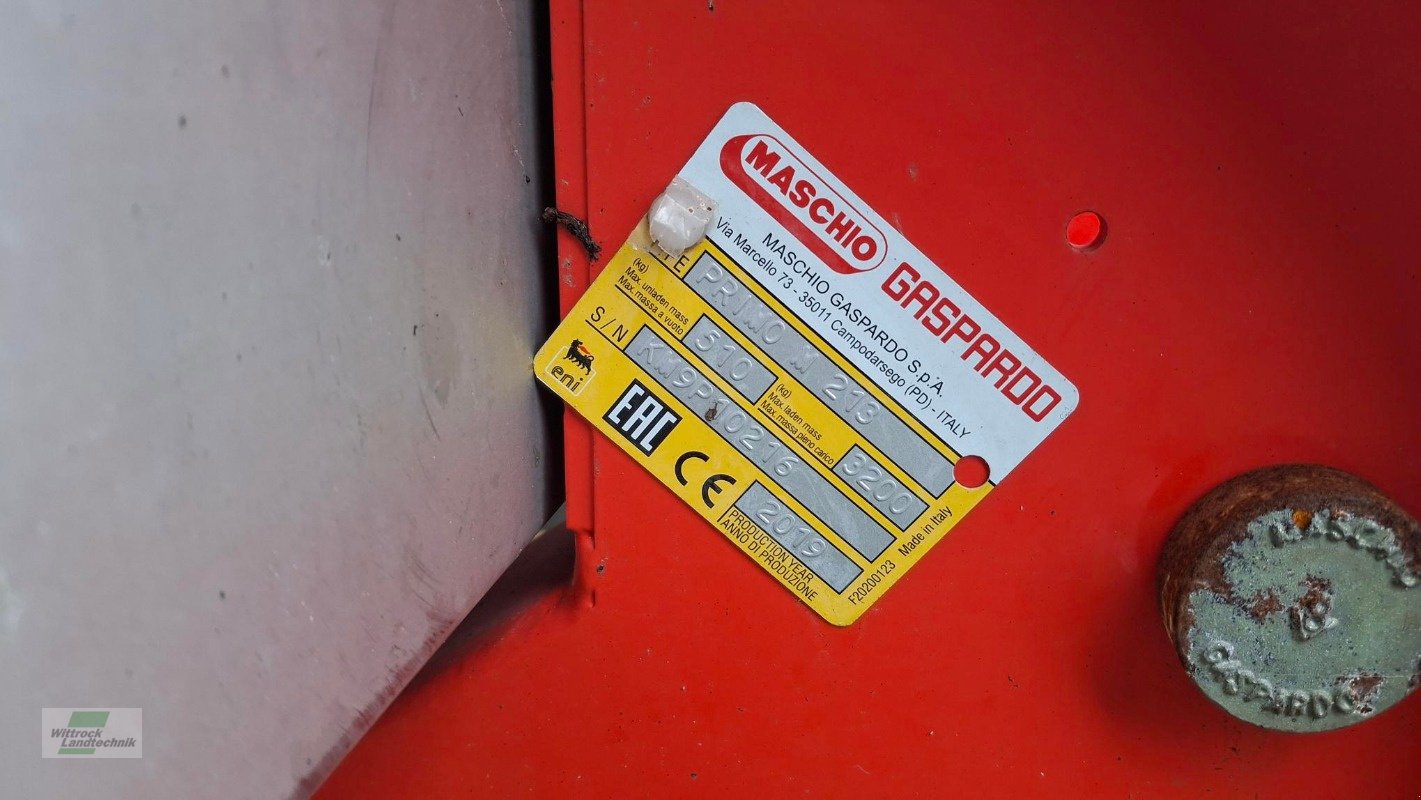 MASCHIO
GASPARDO
MASCHIO GASPARDO S.p.A.
Via Marcello 73 - 35011 Campodarsego (PD) - ITALY
E PRIMO M 213
(kg)
Max. unladen mass
Max. massa a vuoto
510
(kg)
Max. laden mass
Max. massa pieno carico
3200
S/N KM9P10216
eni
EAC
CE
2019
PRODUCTION YEAR
ANNO DI PRODUZIONE
Made in Italy
F20200123
MASCHIO
GASPARDO
Wittrock
Landtechnik